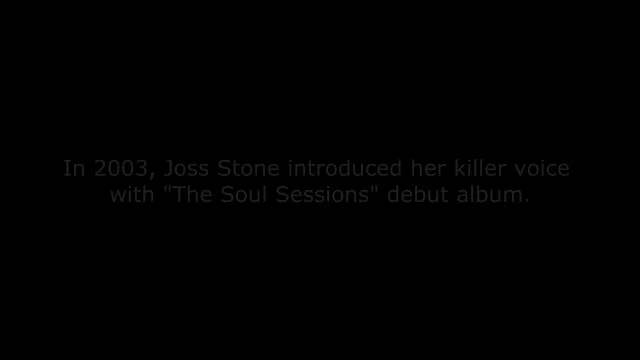 In 2003, Joss Stone introduced her killer voice
with "The Soul Sessions" debut album.